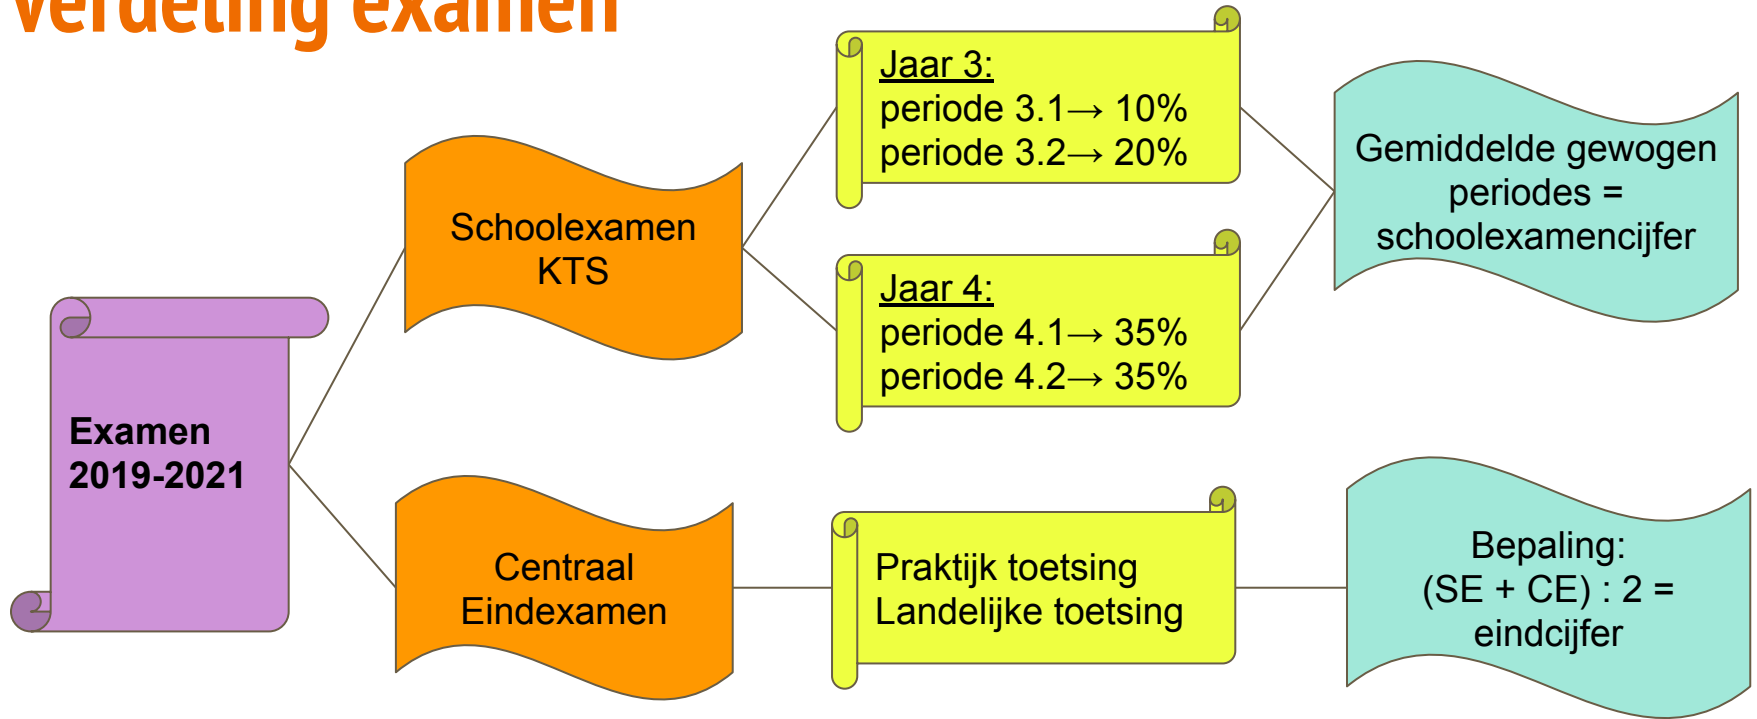 Verdeling examen
Jaar 3:
periode 3.1→ 10%
periode 3.2→ 20%
Gemiddelde gewogen
periodes =
schoolexamencijfer
Schoolexamen
KTS
Jaar 4:
periode 4.1→ 35%
periode 4.2→ 35%
Examen
2019-2021
Centraal
Eindexamen
Praktijk toetsing
Landelijke toetsing
Bepaling:
(SE + CE) : 2 =
eindcijfer